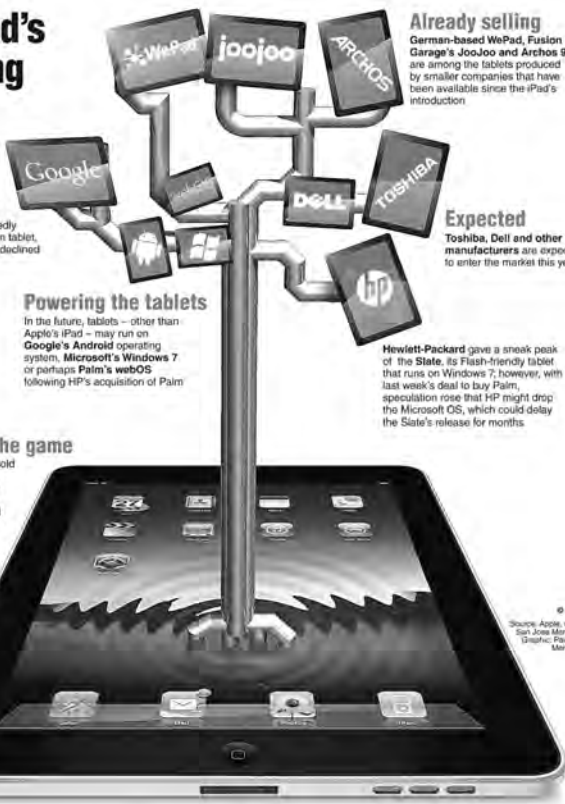 d's
ng
Already selling
German-based WePad, Fusion
Garage's JooJoo and Archos 9
are among the tablets produced
by smaller companies that have
been available since the iPad's
introduction
WePad
joojoo
ARCHOS
Google
DELL
TOSHIBA
hp
edly
n tablet,
declined
Expected
Toshiba, Dell and other
manufacturers are expec
to enter the market this ye
Powering the tablets
In the future, tablets – other than
Apple's iPad – may run on
Google's Android operating
system, Microsoft's Windows 7
or perhaps Palm's webOS
following HP's acquisition of Palm
Hewlett-Packard gave a sneak peak
of the Slate, its Flash-friendly tablet
that runs on Windows 7; however, with
last week's deal to buy Palm,
speculation rose that HP might drop
the Microsoft OS, which could delay
the Slate's release for months
he game
old
©
Source: Apple,
San Jose Mer
Graphic: Pai
Mer